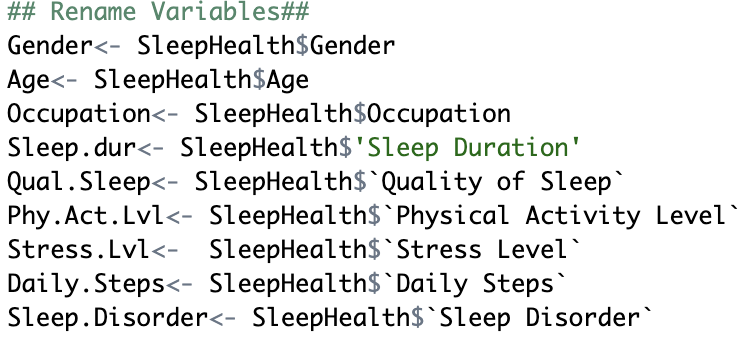 ## Rename Variables##
Gender<- SleepHealth$Gender
Age<- SleepHealth$Age
Occupation<- SleepHealth$Occupation
Sleep.dur<- SleepHealth$'Sleep Duration'
Qual.Sleep<- SleepHealth$`Quality of Sleep`
Phy.Act.Lvl<- SleepHealth$`Physical Activity Level`
Stress.Lvl<-  SleepHealth$`Stress Level`
Daily.Steps<- SleepHealth$`Daily Steps`
Sleep.Disorder<- SleepHealth$`Sleep Disorder`